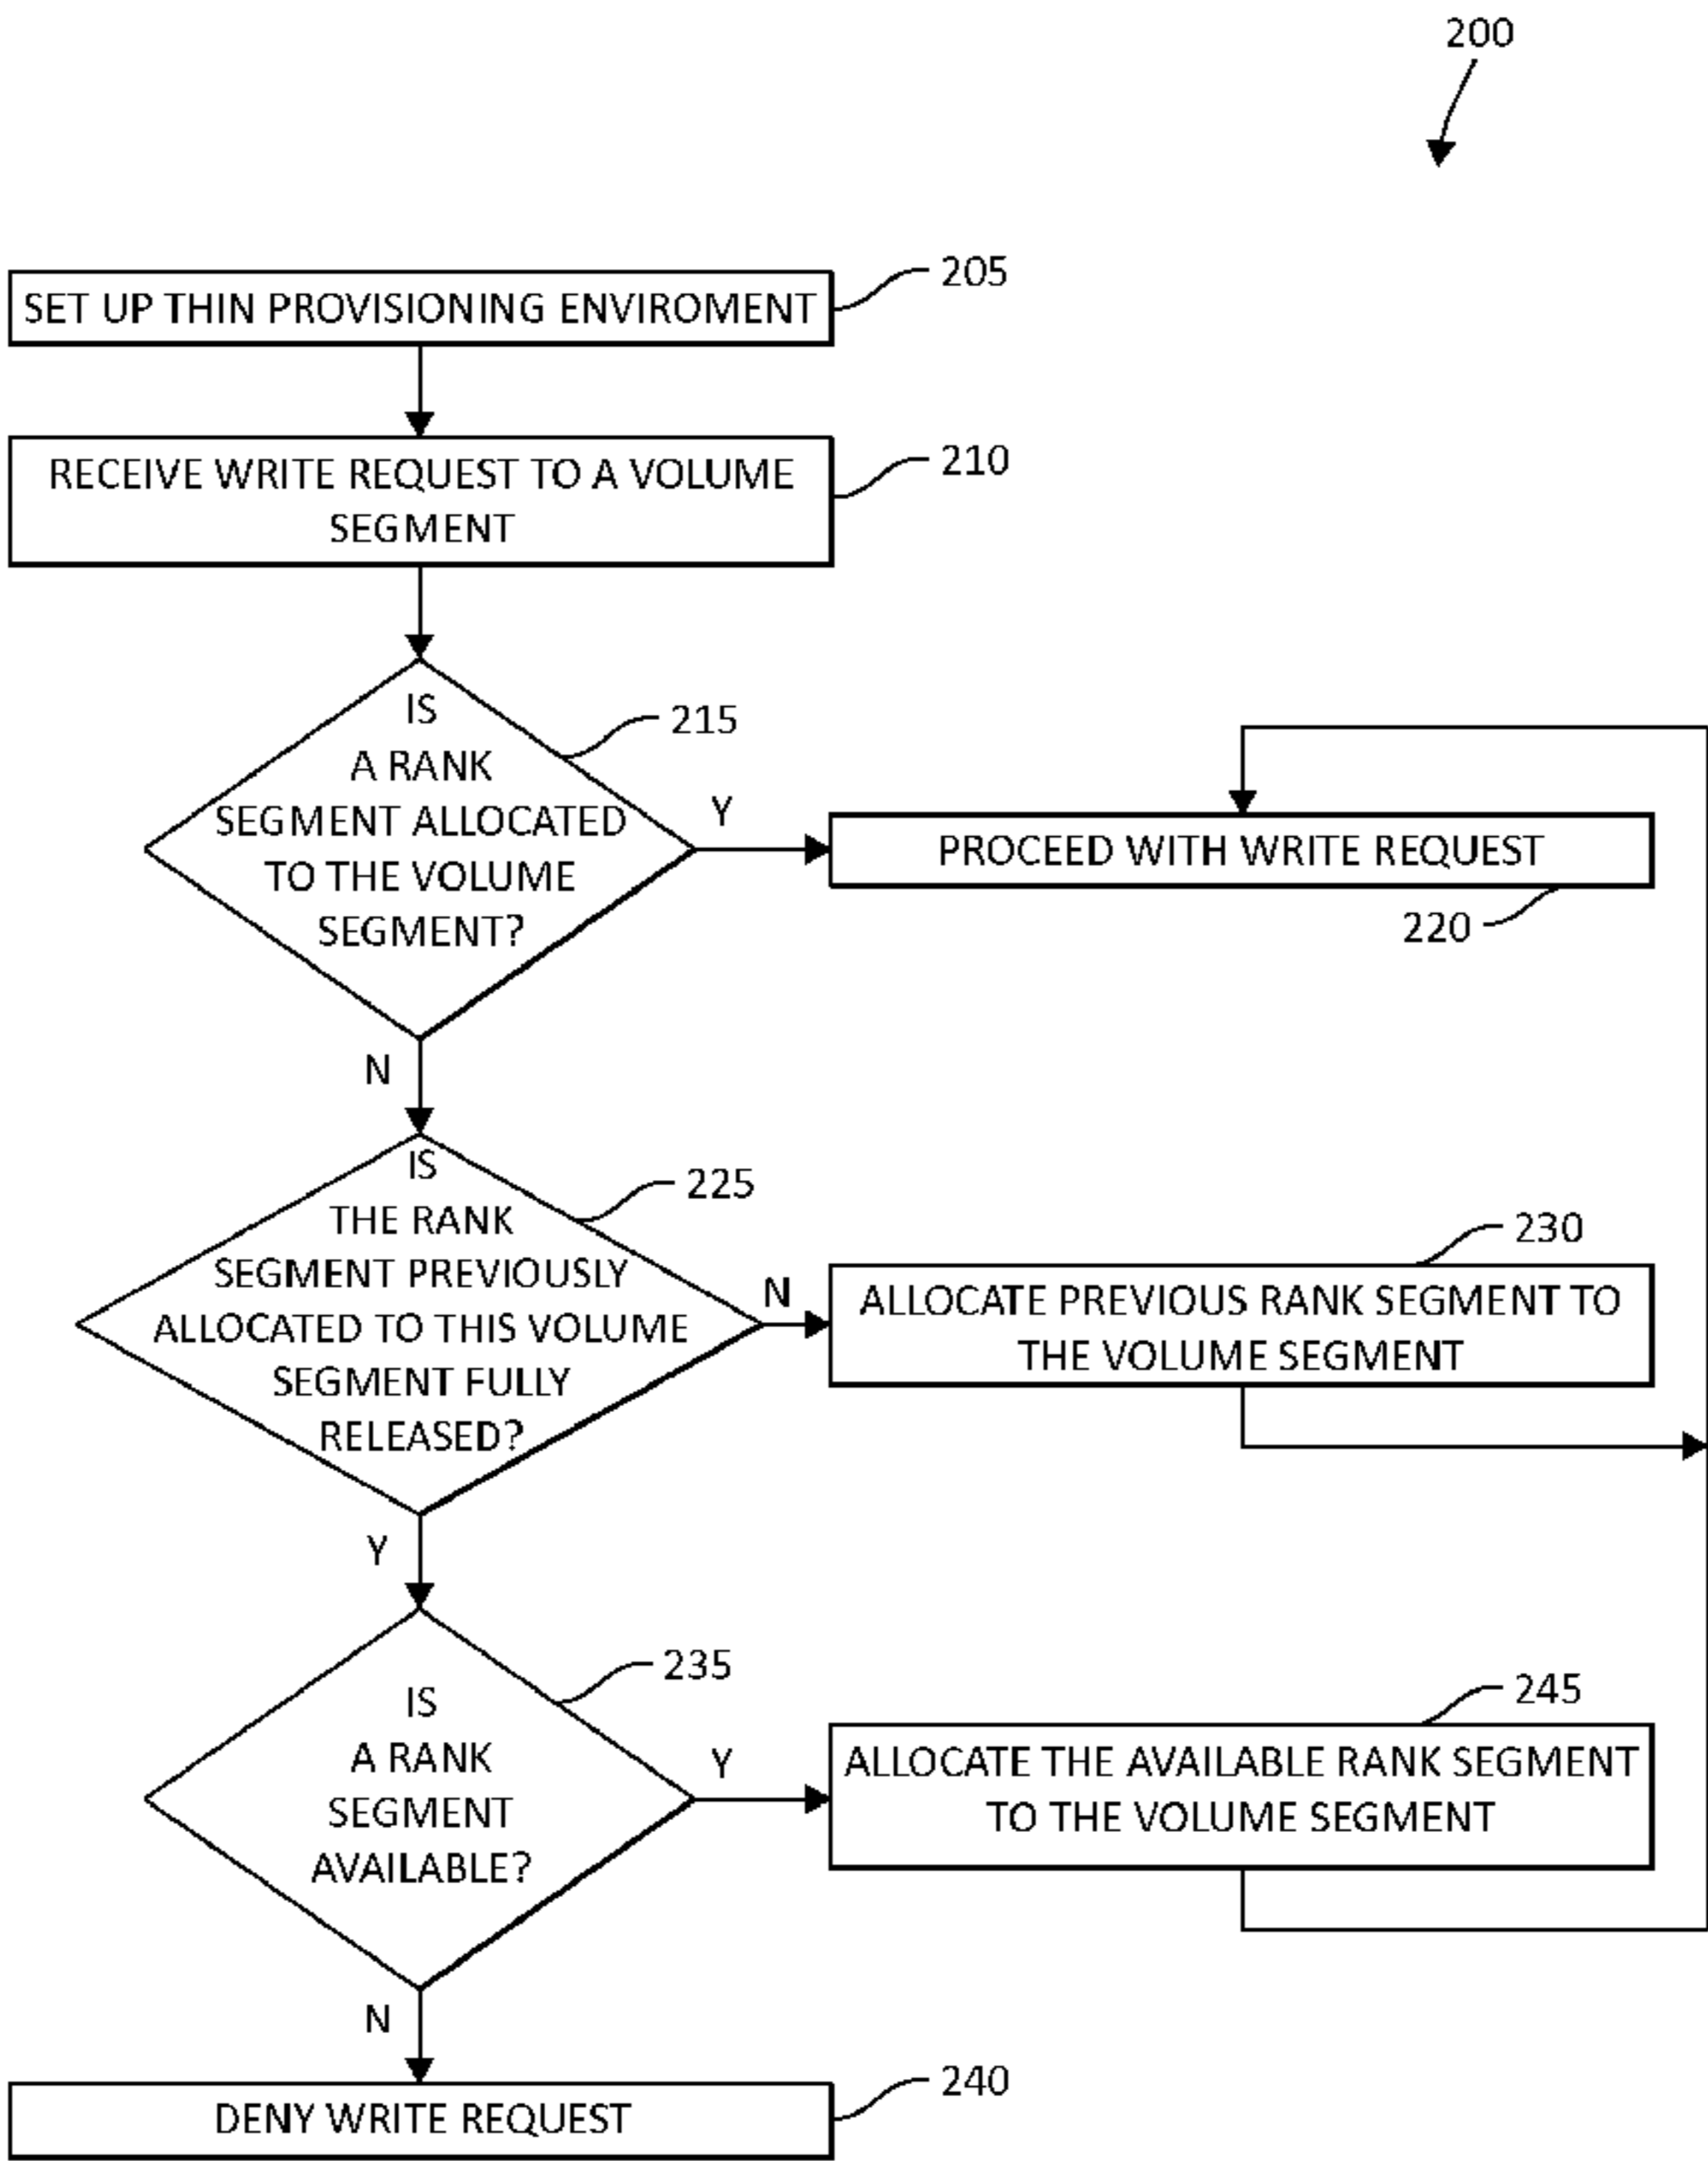 200
SET UP THIN PROVISIONING ENVIROMENT
205
RECEIVE WRITE REQUEST TO A VOLUME
SEGMENT
210
IS
A RANK
SEGMENT ALLOCATED
TO THE VOLUME
SEGMENT?
215
Y
PROCEED WITH WRITE REQUEST
220
N
IS
THE RANK
SEGMENT PREVIOUSLY
ALLOCATED TO THIS VOLUME
SEGMENT FULLY
RELEASED?
225
N
230
ALLOCATE PREVIOUS RANK SEGMENT TO
THE VOLUME SEGMENT
Y
IS
A RANK
SEGMENT
AVAILABLE?
235
Y
245
ALLOCATE THE AVAILABLE RANK SEGMENT
TO THE VOLUME SEGMENT
N
DENY WRITE REQUEST
240